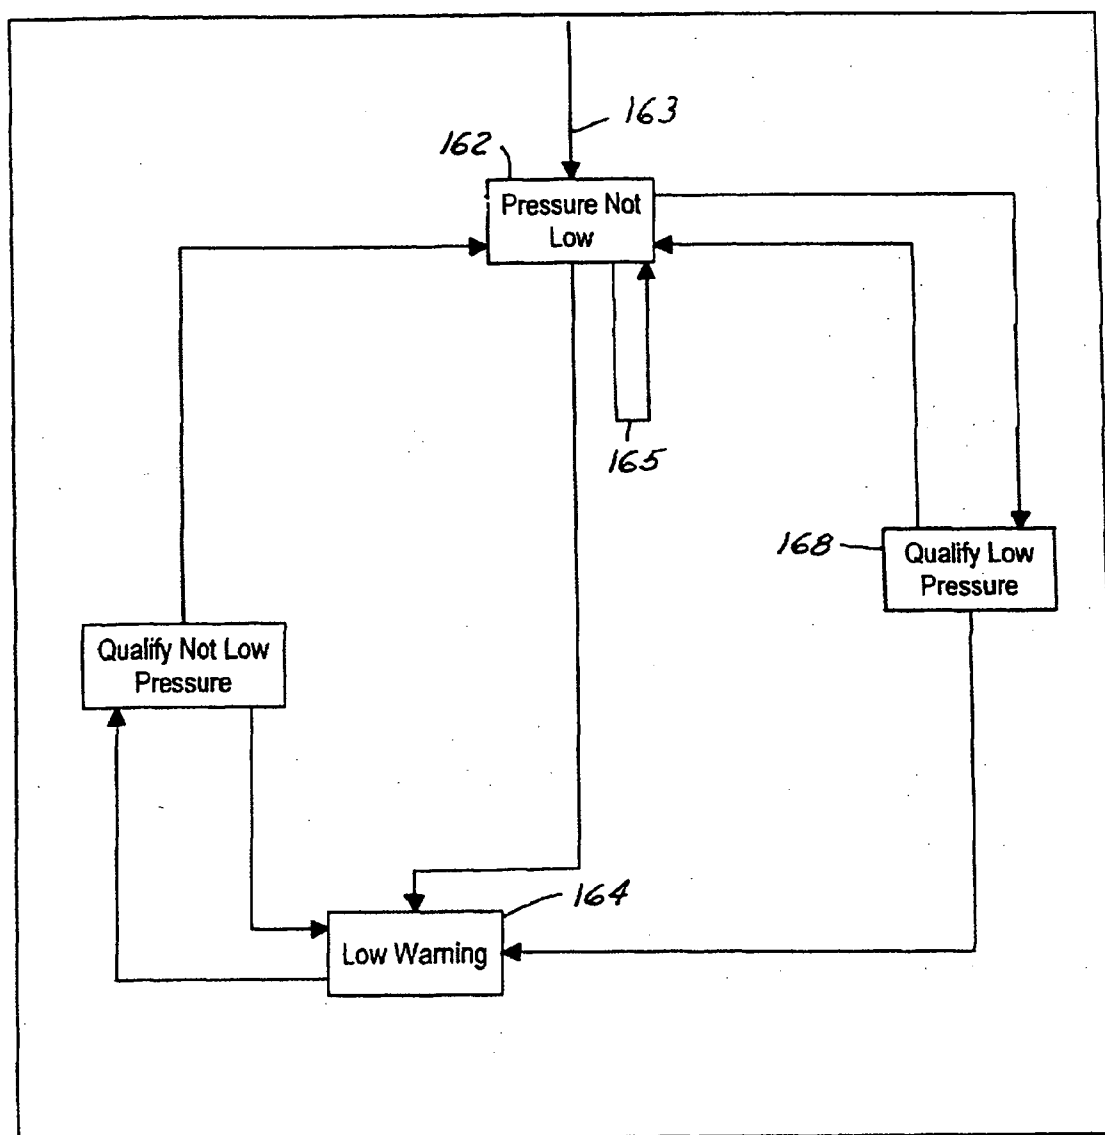 163
162
Pressure Not
Low
165
168
Qualify Low
Pressure
Qualify Not Low
Pressure
164
Low Warning